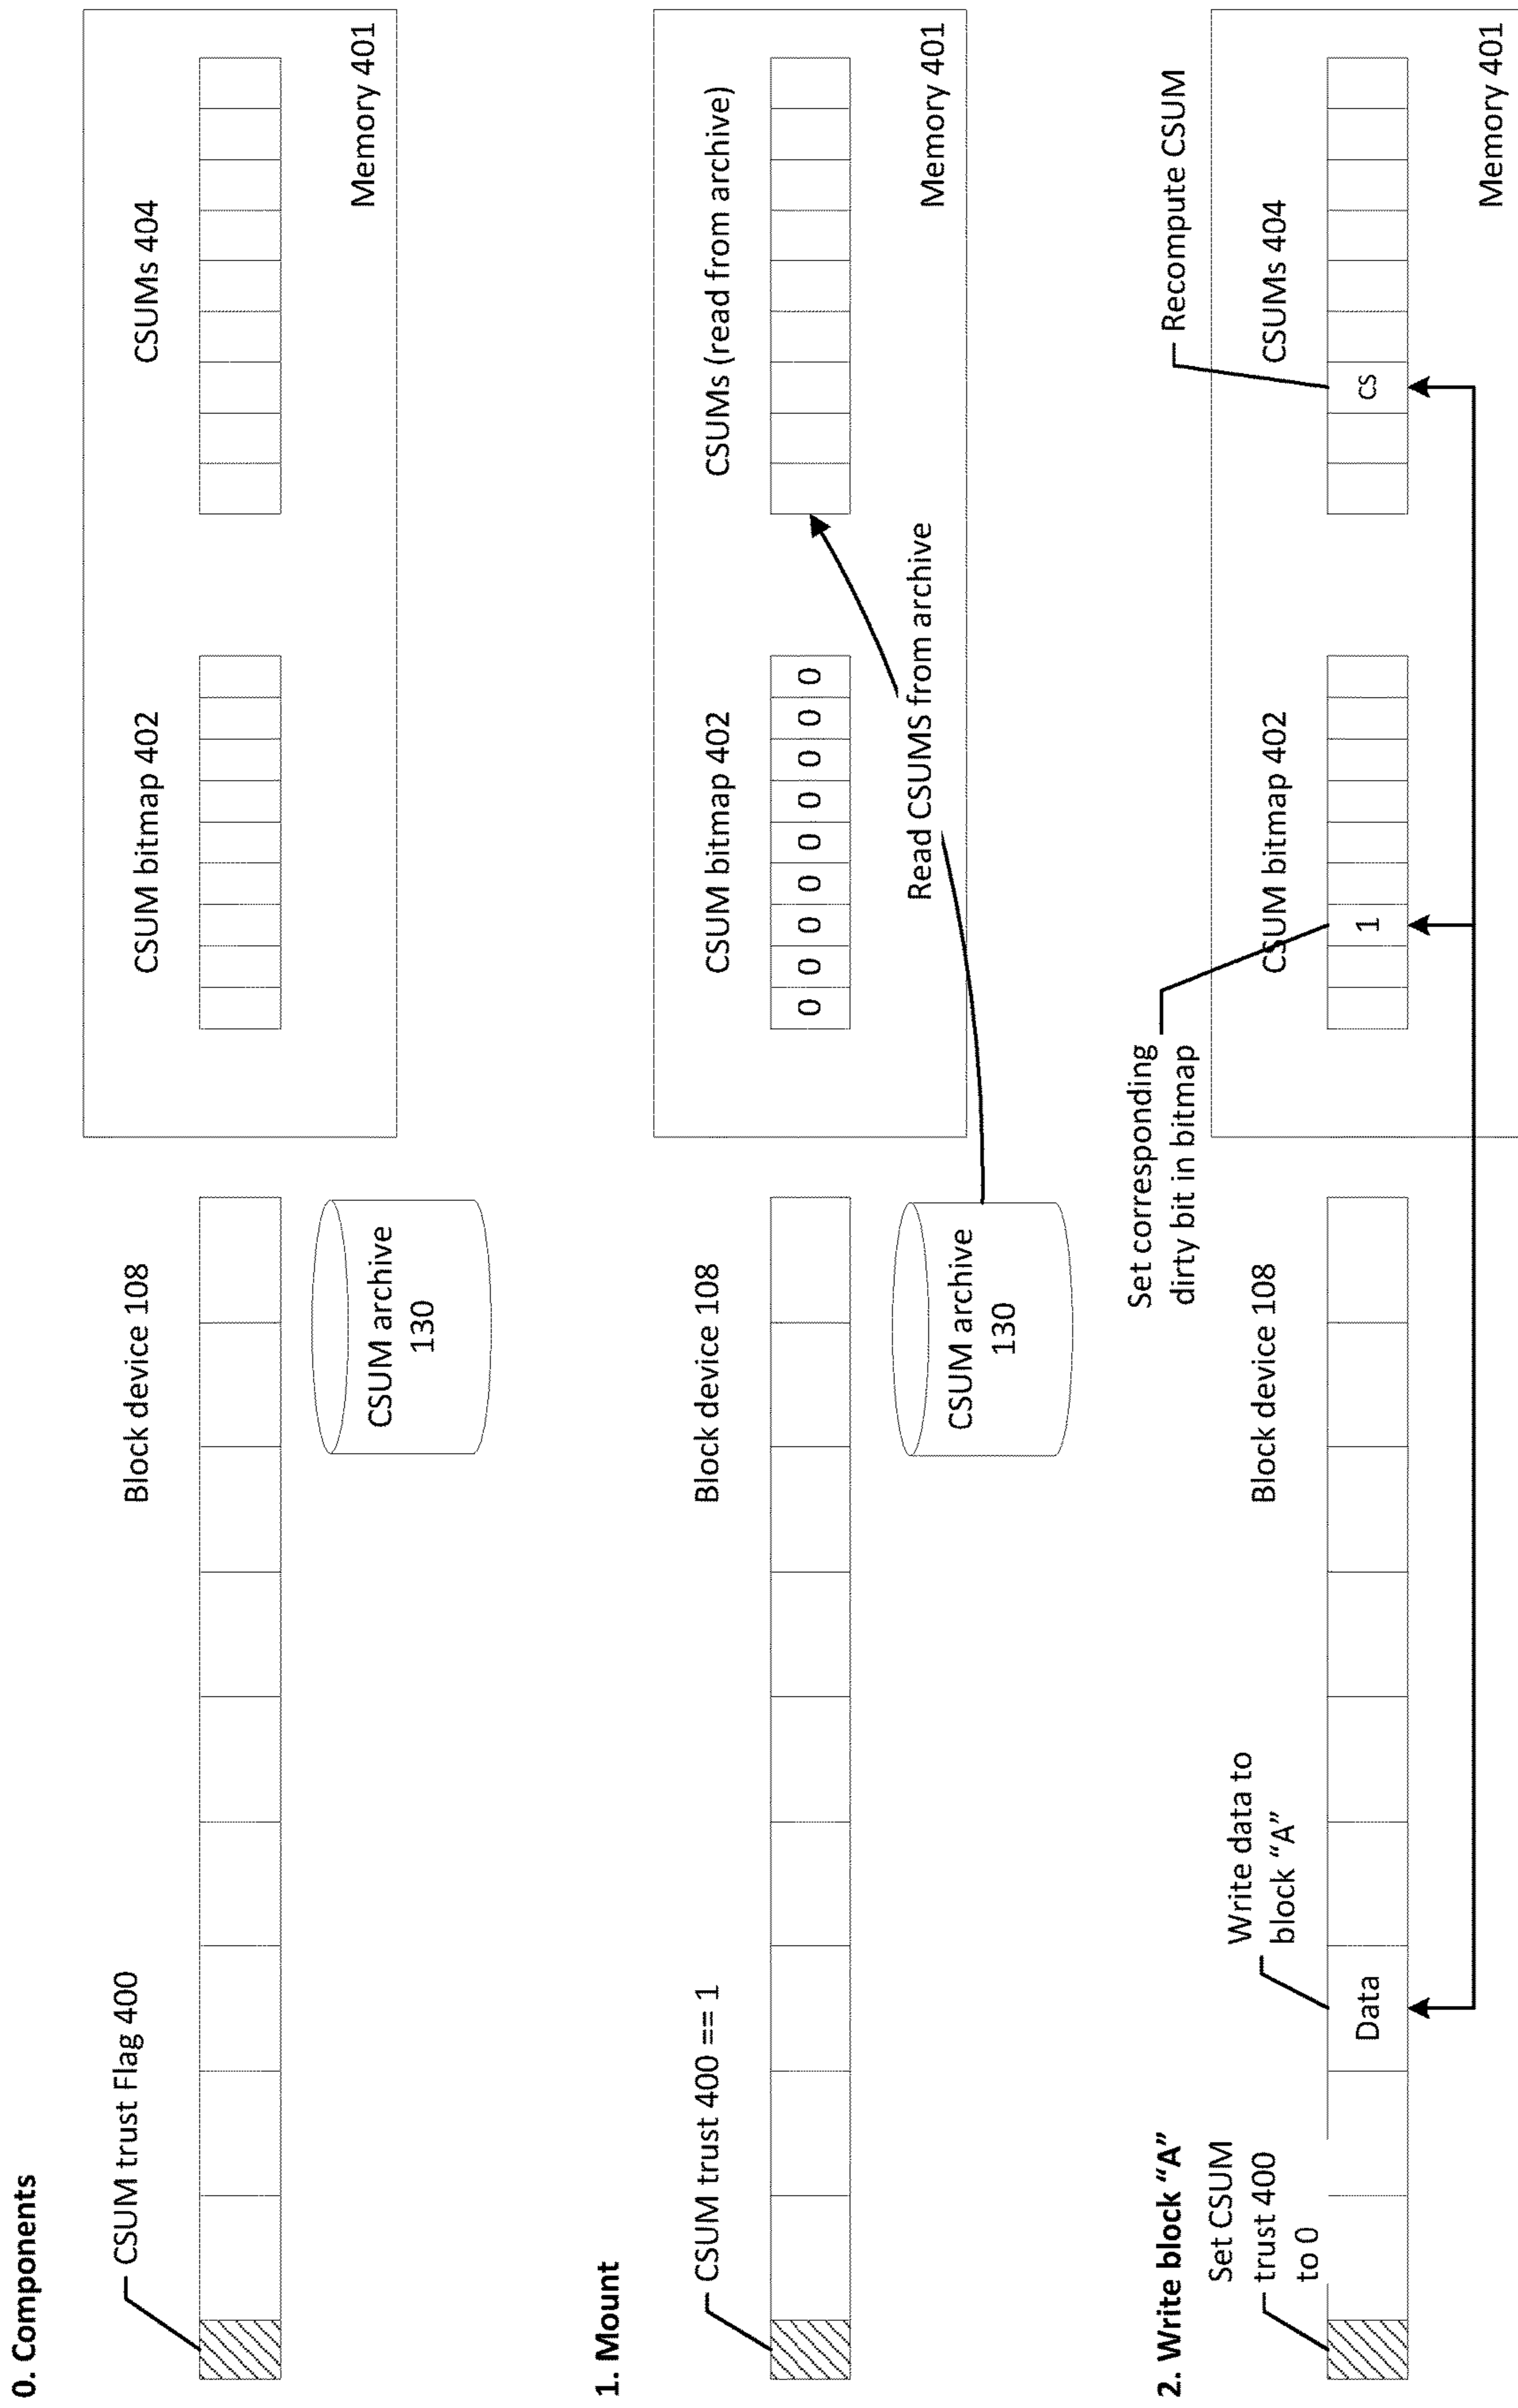 0. Components
CSUM trust Flag 400
Block device 108
CSUM archive
130
CSUM bitmap 402
CSUMs 404
Memory 401
1. Mount
CSUM trust 400 == 1
Block device 108
CSUM archive
130
CSUM bitmap 402
0 0 0 0 0 0 0 0 0
CSUMs (read from archive)
Read CSUMS from archive
Memory 401
2. Write block “A”
Set CSUM
trust 400
to 0
Write data to
block “A”
Data
Block device 108
Set corresponding
dirty bit in bitmap
CSUM bitmap 402
1
Recompute CSUM
CSUMs 404
CS
Memory 401